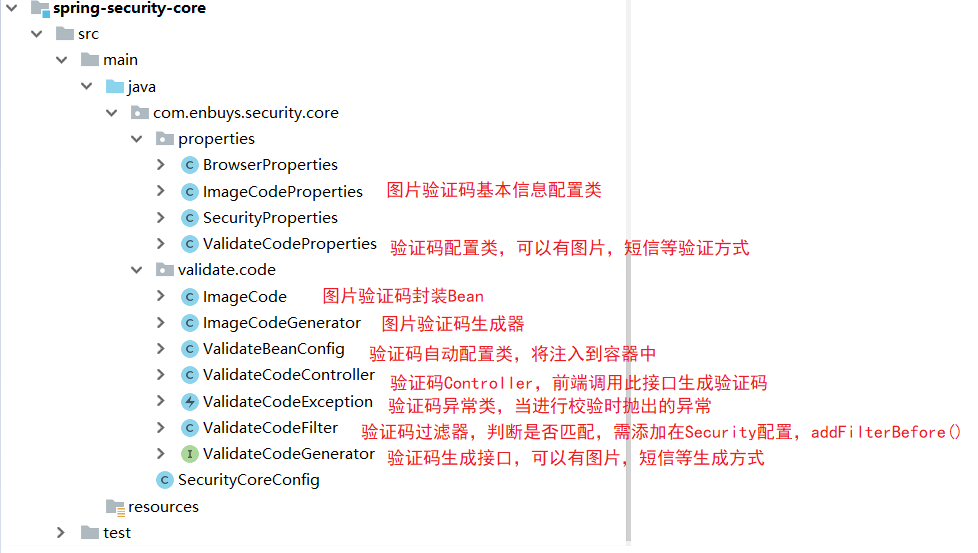 spring-security-core
src
main
java
com.enbuys.security.core
properties
BrowserProperties
ImageCodeProperties 图片验证码基本信息配置类
SecurityProperties
ValidateCodeProperties 验证码配置类，可以有图片，短信等验证方式
validate.code
ImageCode 图片验证码封装Bean
ImageCodeGenerator 图片验证码生成器
ValidateBeanConfig 验证码自动配置类，将注入到容器中
ValidateCodeController 验证码Controller，前端调用此接口生成验证码
ValidateCodeException 验证码异常类，当进行校验时抛出的异常
ValidateCodeFilter 验证码过滤器，判断是否匹配，需添加在Security配置，addFilterBefore()
ValidateCodeGenerator 验证码生成接口，可以有图片，短信等生成方式
SecurityCoreConfig
resources
test